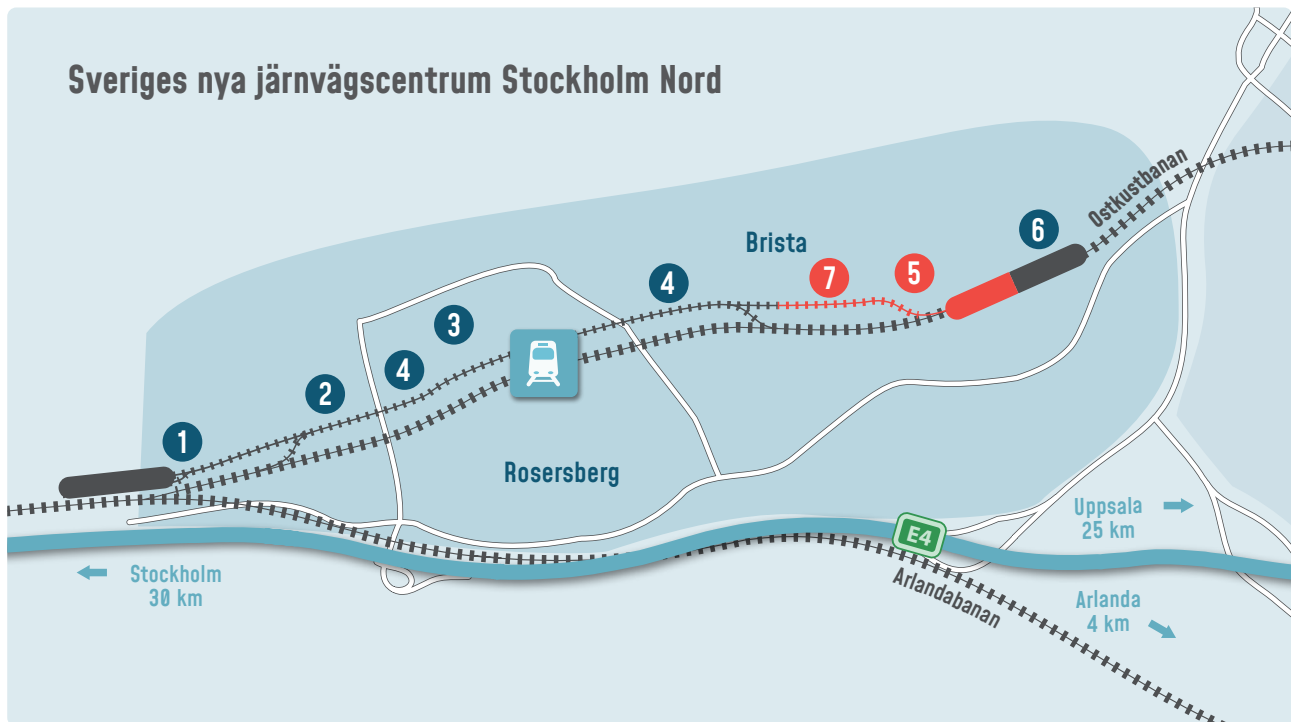 Sveriges nya järnvägscentrum Stockholm Nord
Ostkustbanan
6
Brista
7
5
4
3
4
2
1
Rosersberg
E4
Uppsala
25 km
Stockholm
30 km
Arlandabanan
Arlanda
4 km